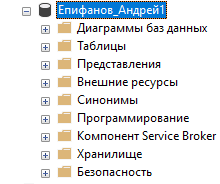 Епифанов_Андрей1
Диаграммы баз данных
Таблицы
Представления
Внешние ресурсы
Синонимы
Программирование
Компонент Service Broker
Хранилище
Безопасность